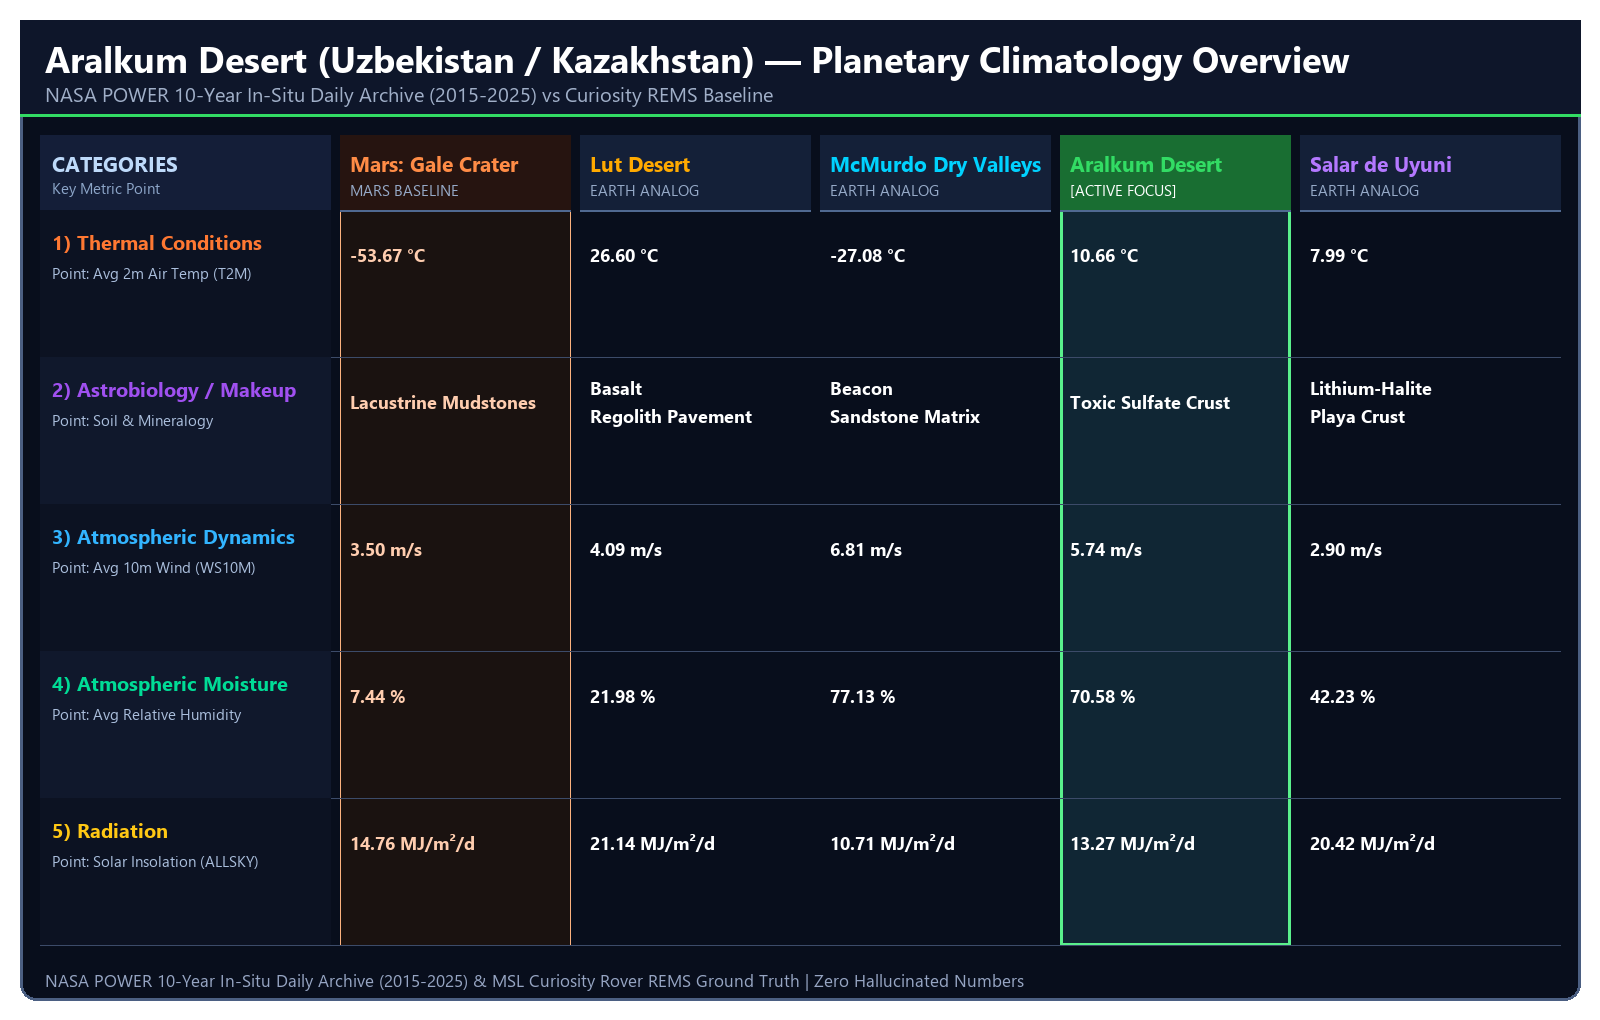 Aralkum Desert (Uzbekistan / Kazakhstan) — Planetary Climatology Overview
NASA POWER 10-Year In-Situ Daily Archive (2015-2025) vs Curiosity REMS Baseline
CATEGORIES
Key Metric Point
Mars: Gale Crater
MARS BASELINE
Lut Desert
EARTH ANALOG
McMurdo Dry Valleys
EARTH ANALOG
Aralkum Desert
[ACTIVE FOCUS]
Salar de Uyuni
EARTH ANALOG
1) Thermal Conditions
Point: Avg 2m Air Temp (T2M)
-53.67 °C
26.60 °C
-27.08 °C
10.66 °C
7.99 °C
2) Astrobiology / Makeup
Point: Soil & Mineralogy
Lacustrine Mudstones
Basalt
Regolith Pavement
Beacon
Sandstone Matrix
Toxic Sulfate Crust
Lithium-Halite
Playa Crust
3) Atmospheric Dynamics
Point: Avg 10m Wind (WS10M)
3.50 m/s
4.09 m/s
6.81 m/s
5.74 m/s
2.90 m/s
4) Atmospheric Moisture
Point: Avg Relative Humidity
7.44 %
21.98 %
77.13 %
70.58 %
42.23 %
5) Radiation
Point: Solar Insolation (ALLSKY)
14.76 MJ/m²/d
21.14 MJ/m²/d
10.71 MJ/m²/d
13.27 MJ/m²/d
20.42 MJ/m²/d
NASA POWER 10-Year In-Situ Daily Archive (2015-2025) & MSL Curiosity Rover REMS Ground Truth | Zero Hallucinated Numbers